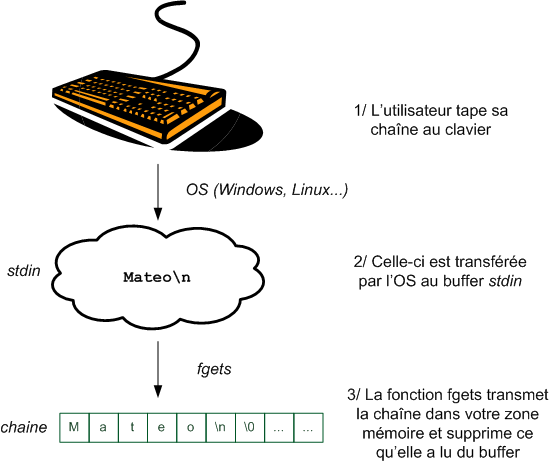 1/ L'utilisateur tape sa
chaîne au clavier
OS (Windows, Linux...)
stdin
Mateo\n
2/ Celle-ci est transférée
par l'OS au buffer stdin
fgets
3/ La fonction fgets transmet
la chaîne dans votre zone
mémoire et supprime ce
qu'elle a lu du buffer
chaine
M a t e o \n \0 ... ...